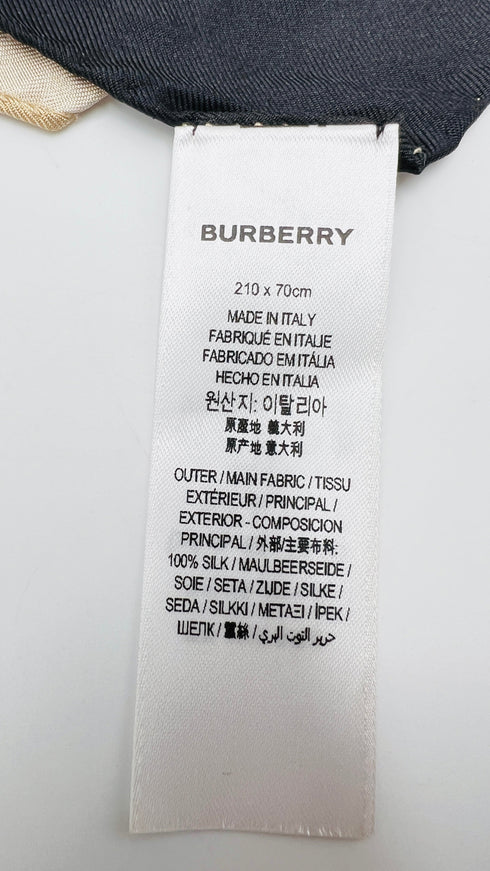 BURBERRY
210 x 70cm
MADE IN ITALY
FABRIQUÉ EN ITALIE
FABRICADO EM ITÁLIA
HECHO EN ITALIA
원산지: 이탈리아
原產地 義大利
原产地 意大利
OUTER / MAIN FABRIC / TISSU
EXTÉRIEUR / PRINCIPAL /
EXTERIOR - COMPOSICION
PRINCIPAL / 外部/主要布料:
100% SILK / MAULBEERSEIDE /
SOIE / SETA / ZIJDE / SILKE /
SEDA / SILKKI / ΜΕΤΑΞΙ / İPEK /
ШЕЛК / 蠶絲 / حرير التوت البري